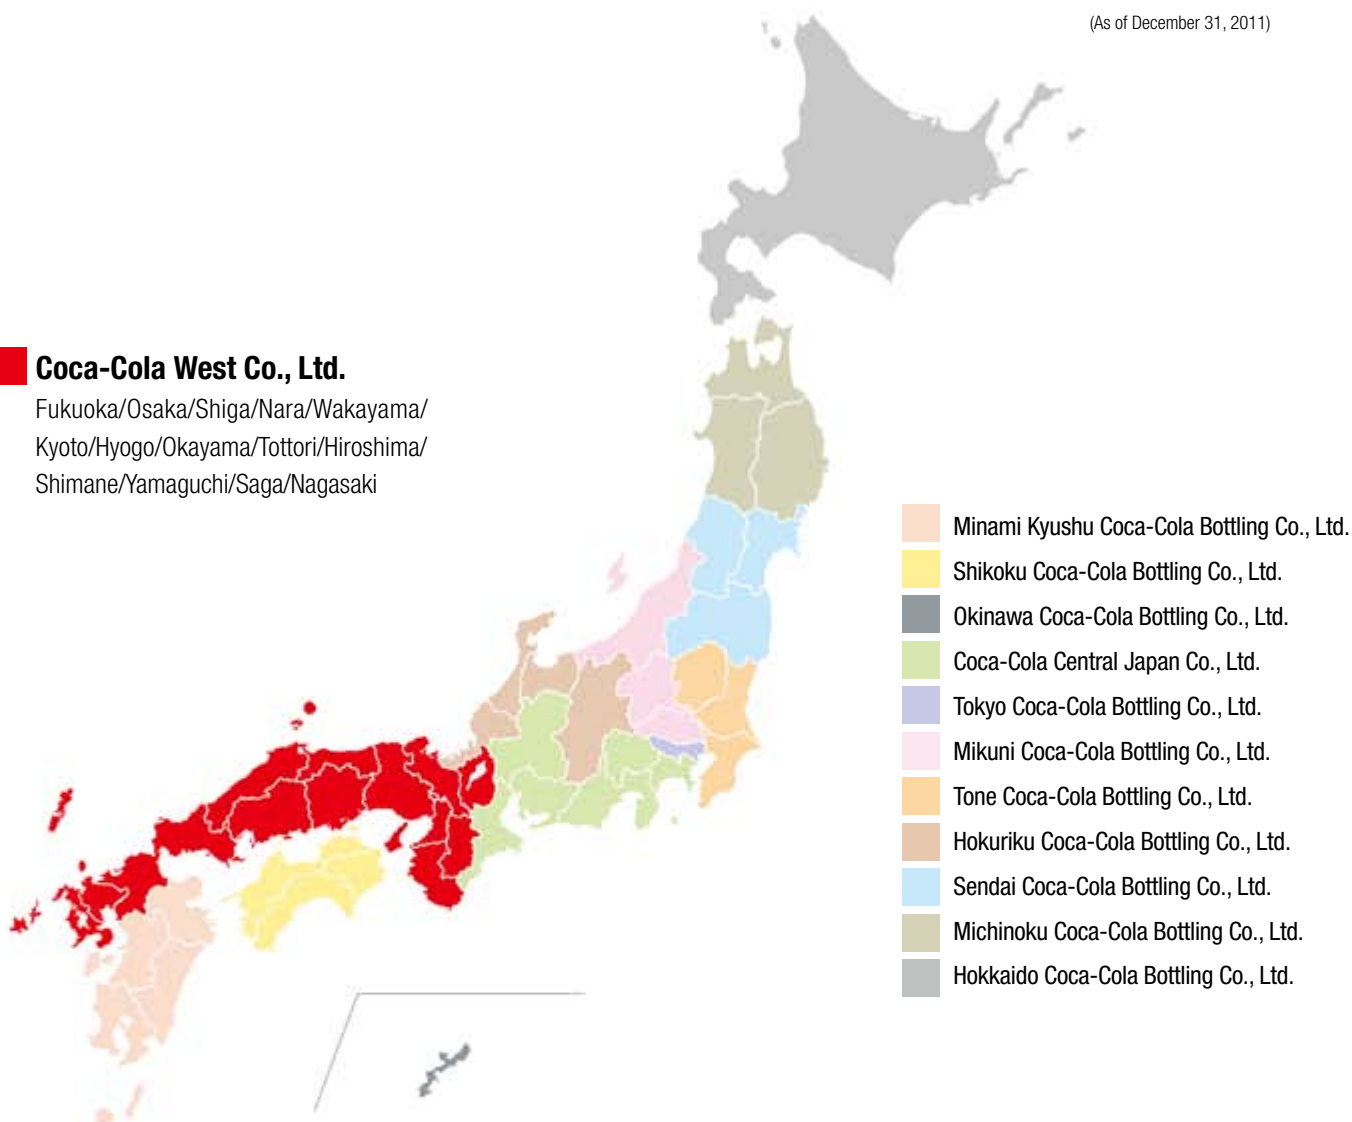 (As of December 31, 2011)
Coca-Cola West Co., Ltd.
Fukuoka/Osaka/Shiga/Nara/Wakayama/
Kyoto/Hyogo/Okayama/Tottori/Hiroshima/
Shimane/Yamaguchi/Saga/Nagasaki
Minami Kyushu Coca-Cola Bottling Co., Ltd.
Shikoku Coca-Cola Bottling Co., Ltd.
Okinawa Coca-Cola Bottling Co., Ltd.
Coca-Cola Central Japan Co., Ltd.
Tokyo Coca-Cola Bottling Co., Ltd.
Mikuni Coca-Cola Bottling Co., Ltd.
Tone Coca-Cola Bottling Co., Ltd.
Hokuriku Coca-Cola Bottling Co., Ltd.
Sendai Coca-Cola Bottling Co., Ltd.
Michinoku Coca-Cola Bottling Co., Ltd.
Hokkaido Coca-Cola Bottling Co., Ltd.